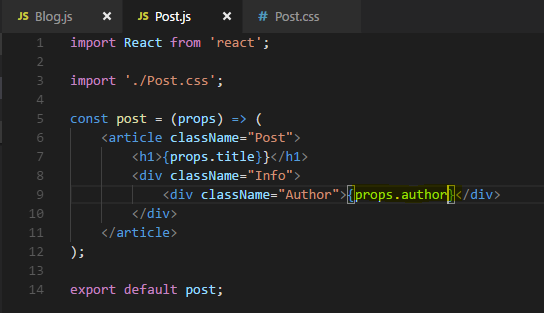 JS Blog.js × JS Post.js × # Post.css
1 import React from 'react';
2
3 import './Post.css';
4
5 const post = (props) => (
6     <article className="Post">
7         <h1>{props.title}}</h1>
8         <div className="Info">
9             <div className="Author">{props.author}</div>
10         </div>
11     </article>
12 );
13
14 export default post;